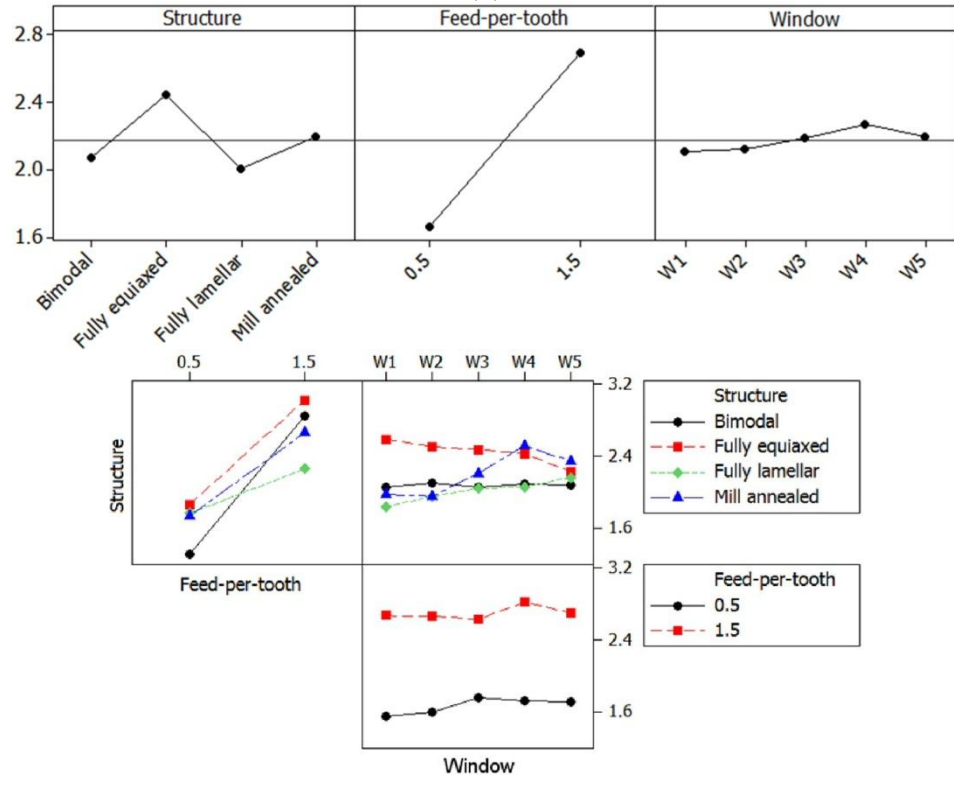 Structure Feed-per-tooth Window
2.8
2.4
2.0
1.6
Bimodal Fully equiaxed Fully lamellar Mill annealed 0.5 1.5 W1 W2 W3 W4 W5
0.5 1.5 W1 W2 W3 W4 W5
Structure
3.2
2.4
1.6
Structure
Bimodal
Fully equiaxed
Fully lamellar
Mill annealed
Feed-per-tooth
3.2
2.4
1.6
Feed-per-tooth
0.5
1.5
Window